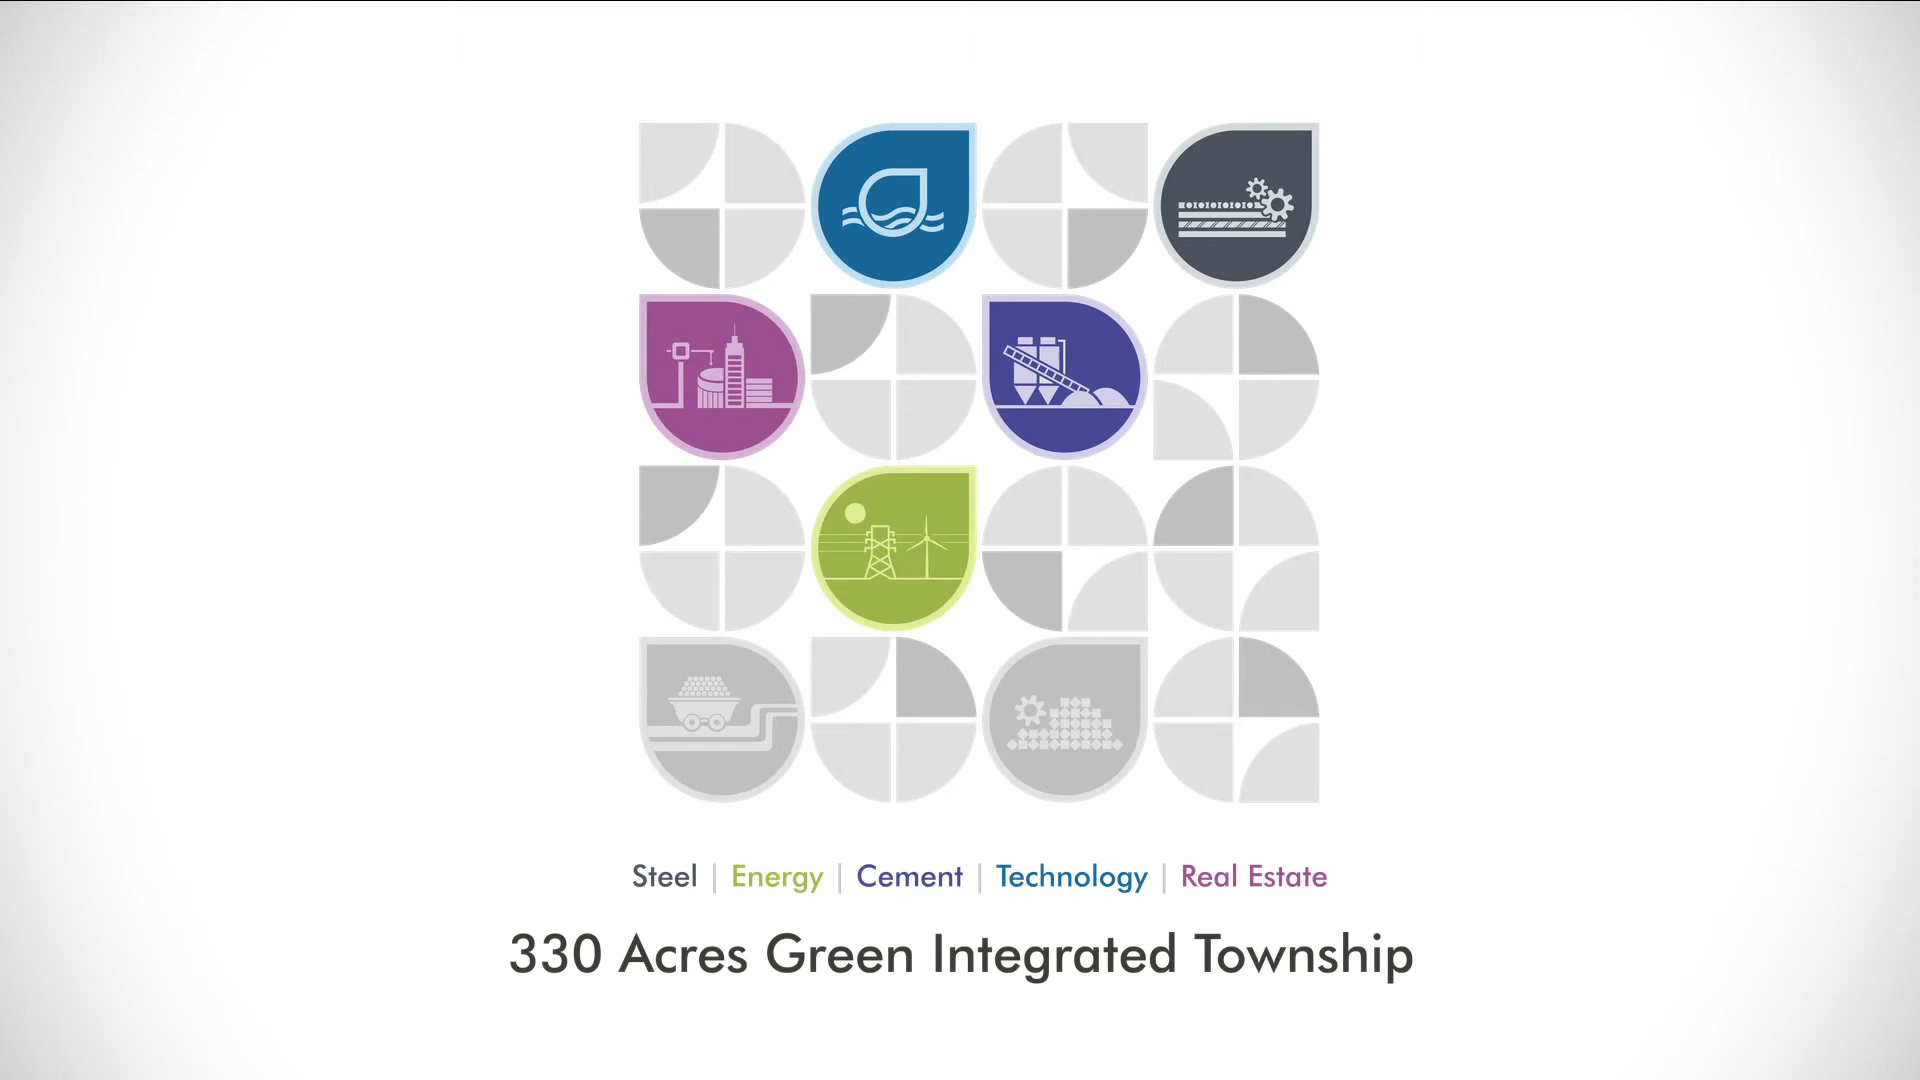 Steel | Energy | Cement | Technology | Real Estate
330 Acres Green Integrated Township